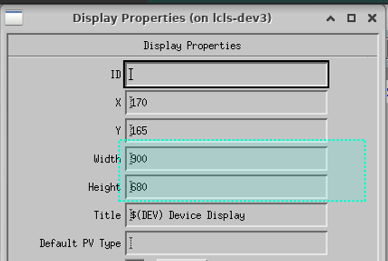 Display Properties (on lcls-dev3)
Display Properties
ID
X 170
Y 165
Width 900
Height 680
Title $(DEV) Device Display
Default PV Type